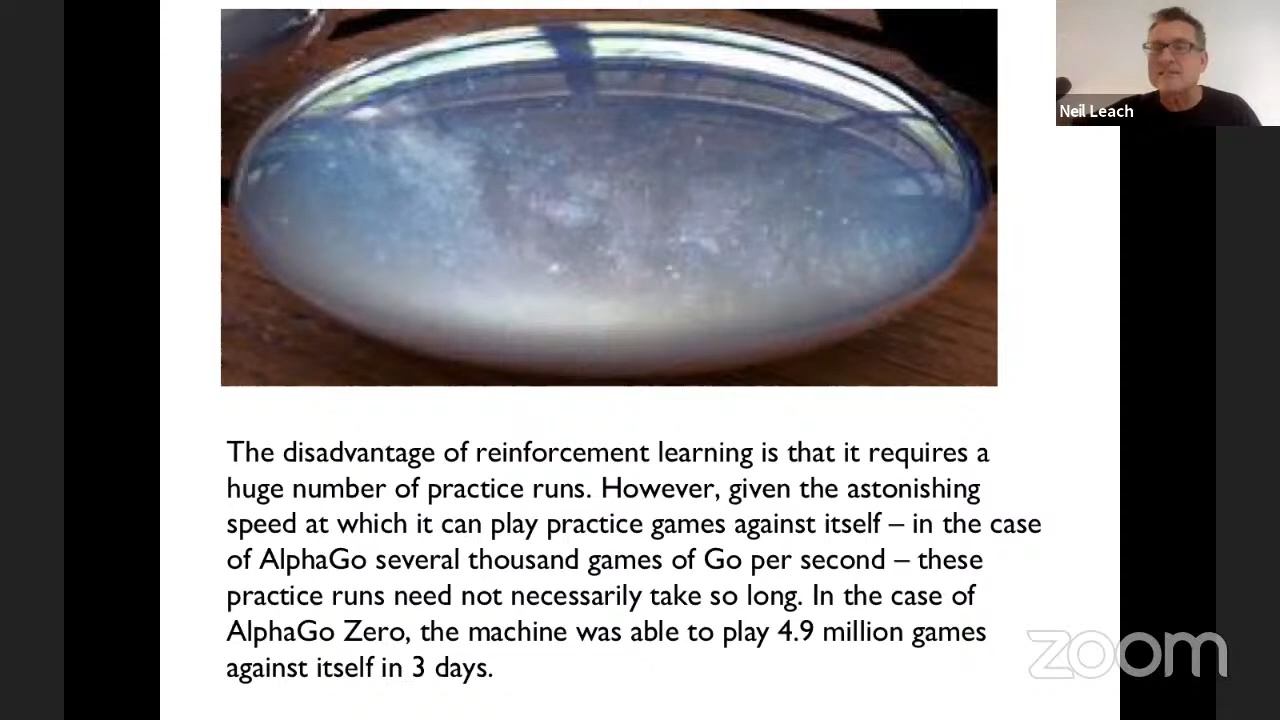 Neil Leach
The disadvantage of reinforcement learning is that it requires a
huge number of practice runs. However, given the astonishing
speed at which it can play practice games against itself – in the case
of AlphaGo several thousand games of Go per second – these
practice runs need not necessarily take so long. In the case of
AlphaGo Zero, the machine was able to play 4.9 million games
against itself in 3 days.
zoom